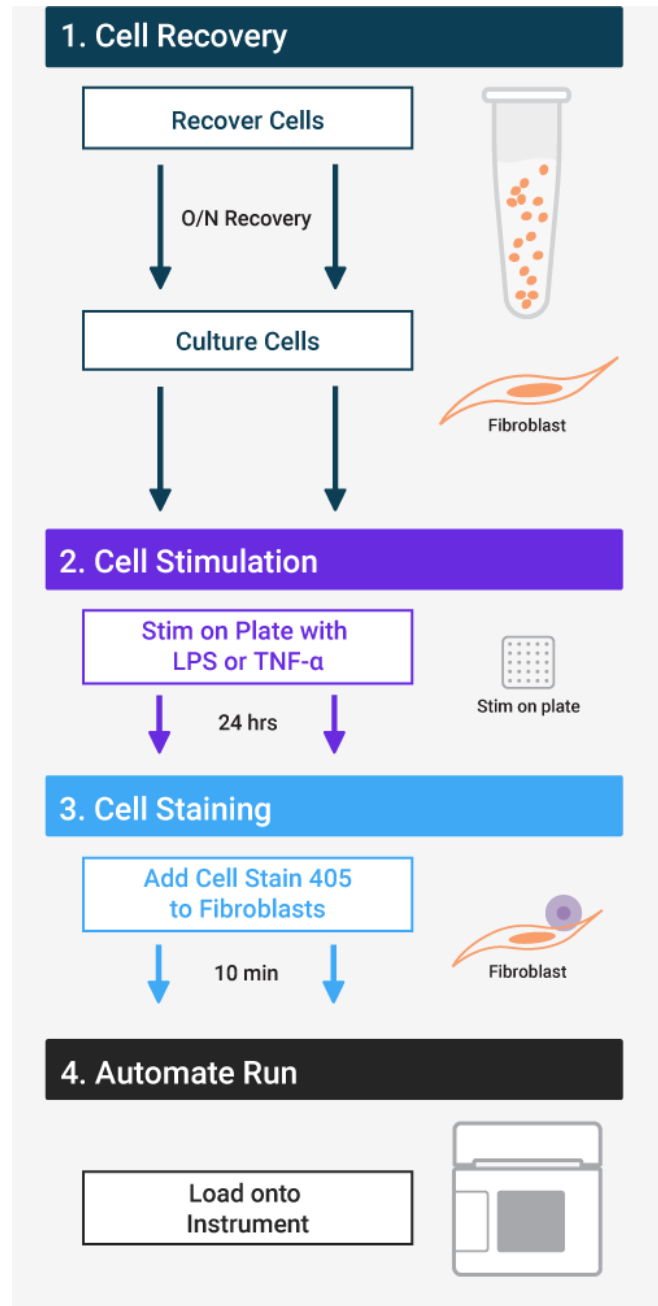 1. Cell Recovery
Recover Cells
O/N Recovery
Culture Cells
Fibroblast
2. Cell Stimulation
Stim on Plate with
LPS or TNF-α
24 hrs
Stim on plate
3. Cell Staining
Add Cell Stain 405
to Fibroblasts
10 min
Fibroblast
4. Automate Run
Load onto
Instrument